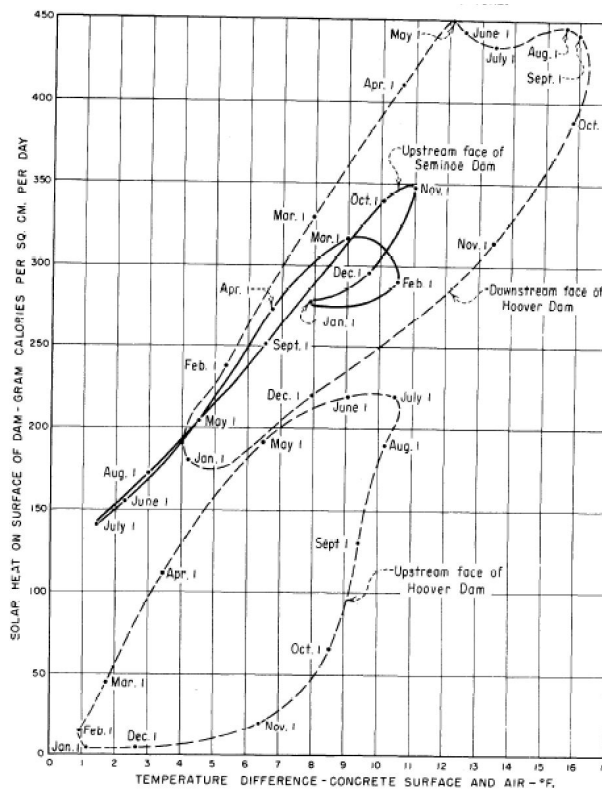 450
400
350
300
250
200
150
100
50
0
SOLAR HEAT ON SURFACE OF DAM-GRAM CALORIES PER SQ. CM. PER DAY
May 1
June 1
July 1
Aug. 1
Sept. 1
Oct. 1
Apr. 1
Upstream face of
Seminoe Dam
Mar. 1
Oct. 1
Nov. 1
Mar. 1
Nov. 1
Dec. 1
Feb. 1
Apr. 1
Jan. 1
Downstream face of
Hoover Dam
Sept. 1
Feb. 1
Dec. 1
June 1
July 1
May 1
May 1
Aug. 1
Jan. 1
Aug. 1
June 1
July 1
Sept 1
Apr. 1
Upstream face of
Hoover Dam
Oct. 1
Mar. 1
Feb. 1
Nov. 1
Jan. 1
Dec. 1
0 1 2 3 4 5 6 7 8 9 10 11 12 13 14 15 16
TEMPERATURE DIFFERENCE-CONCRETE SURFACE AND AIR-°F.